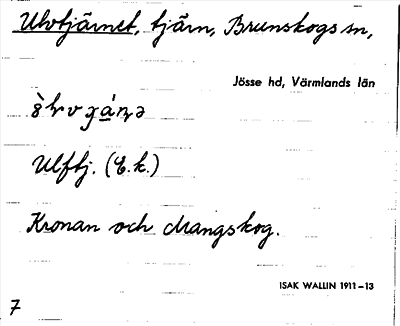 Ulvtjärnet, tjärn, Brunskogs sn,
Jösse hd, Värmlands län
Ulftj. (E.k.)
Kronan och Mangskog.
ISAK WALLIN 1911–13
7